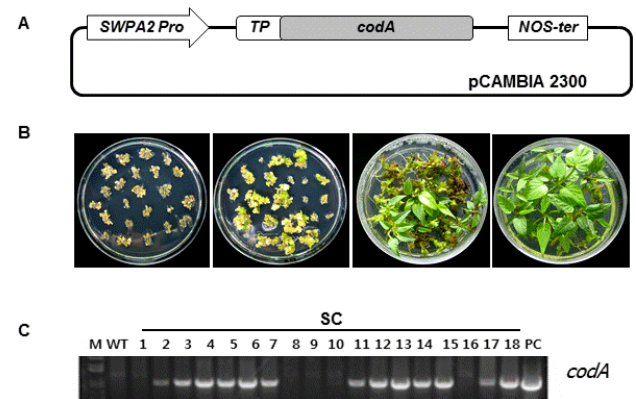 A
SWPA2 Pro TP codA NOS-ter
pCAMBIA 2300
B
C
SC
M WT 1 2 3 4 5 6 7 8 9 10 11 12 13 14 15 16 17 18 PC
codA